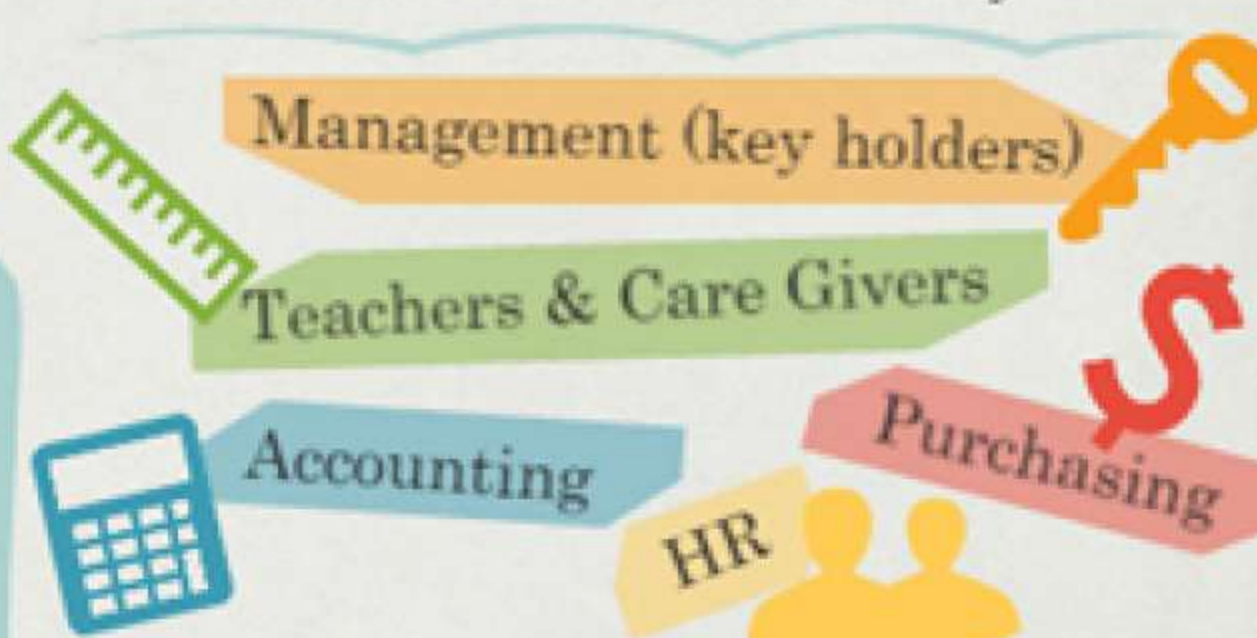 Management (key holders)
Teachers & Care Givers
Accounting
Purchasing
HR